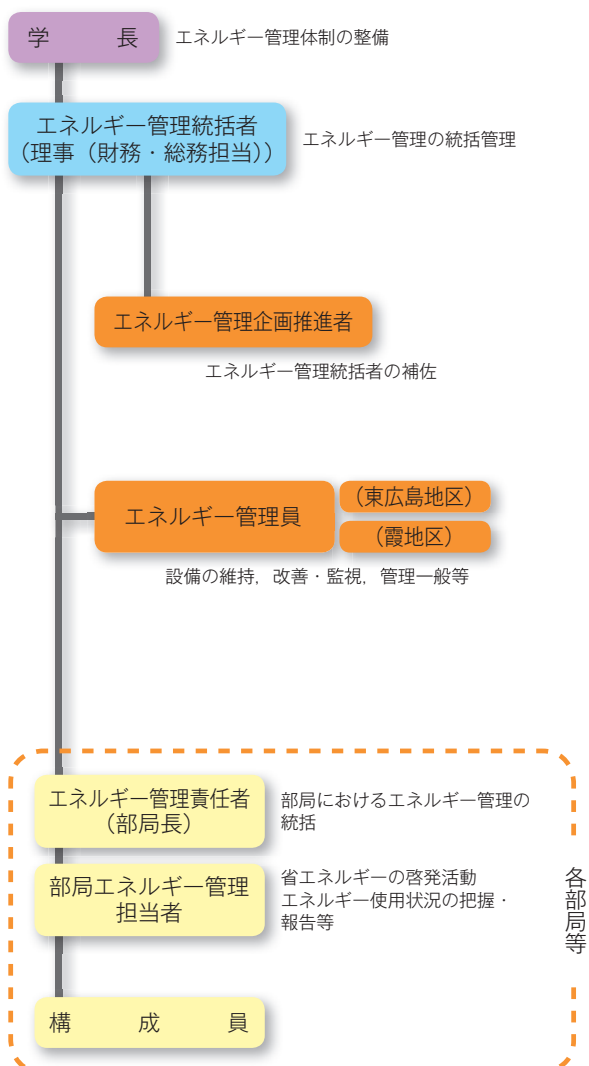 学長
エネルギー管理体制の整備
エネルギー管理統括者
（理事（財務・総務担当））
エネルギー管理の統括管理
エネルギー管理企画推進者
エネルギー管理統括者の補佐
エネルギー管理員
（東広島地区）
（霞地区）
設備の維持，改善・監視，管理一般等
エネルギー管理責任者
（部局長）
部局におけるエネルギー管理の
統括
部局エネルギー管理
担当者
省エネルギーの啓発活動
エネルギー使用状況の把握・
報告等
各部局等
構成員